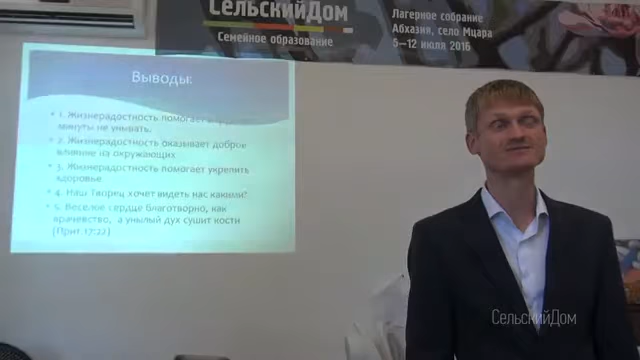 СельскийДом
Семейное образование
Лагерное собрание
Абхазия, село Мцара
5–12 июля 2016
Выводы:
1. Жизнерадостность помогает в
минуты не унывать.
2. Жизнерадостность оказывает доброе
влияние на окружающих
3. Жизнерадостность помогает укрепить
здоровье
4. Наш Творец хочет видеть нас какими?
5. Веселое сердце благотворно, как
врачевство, а унылый дух сушит кости
(Прит 17:22)
СельскийДом